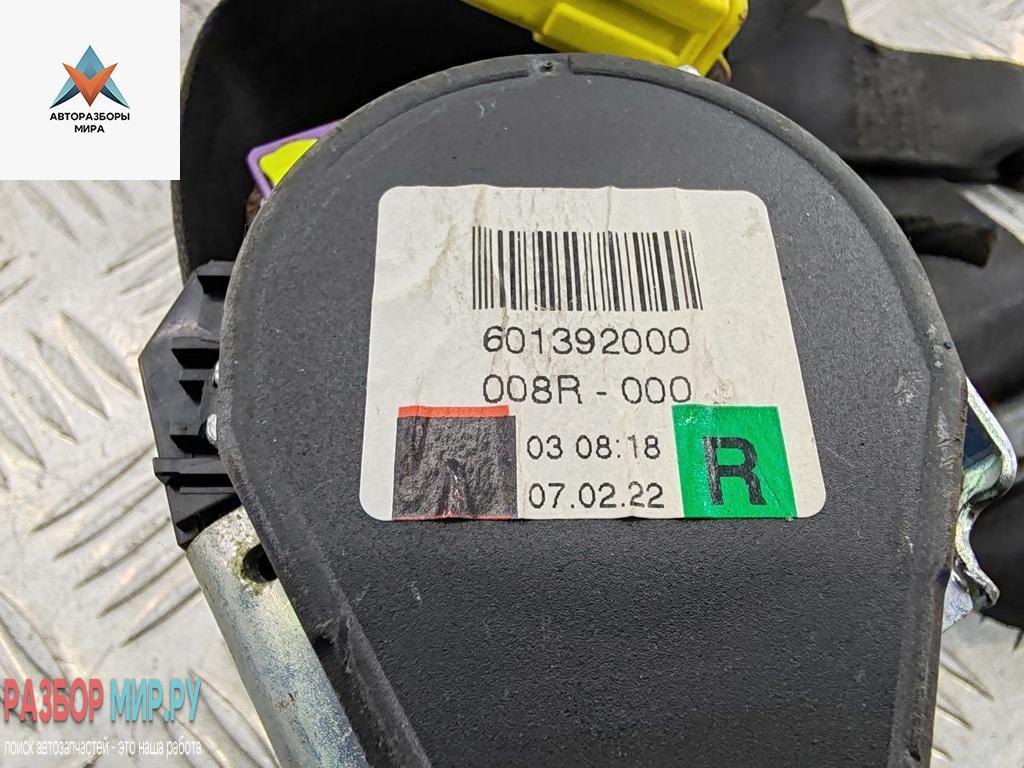 АВТОРАЗБОРЫ
МИРА
601392000
008R - 000
03 08:18
07.02.22
R
РАЗБОР МИР.РУ
поиск автозапчастей - это наша работа